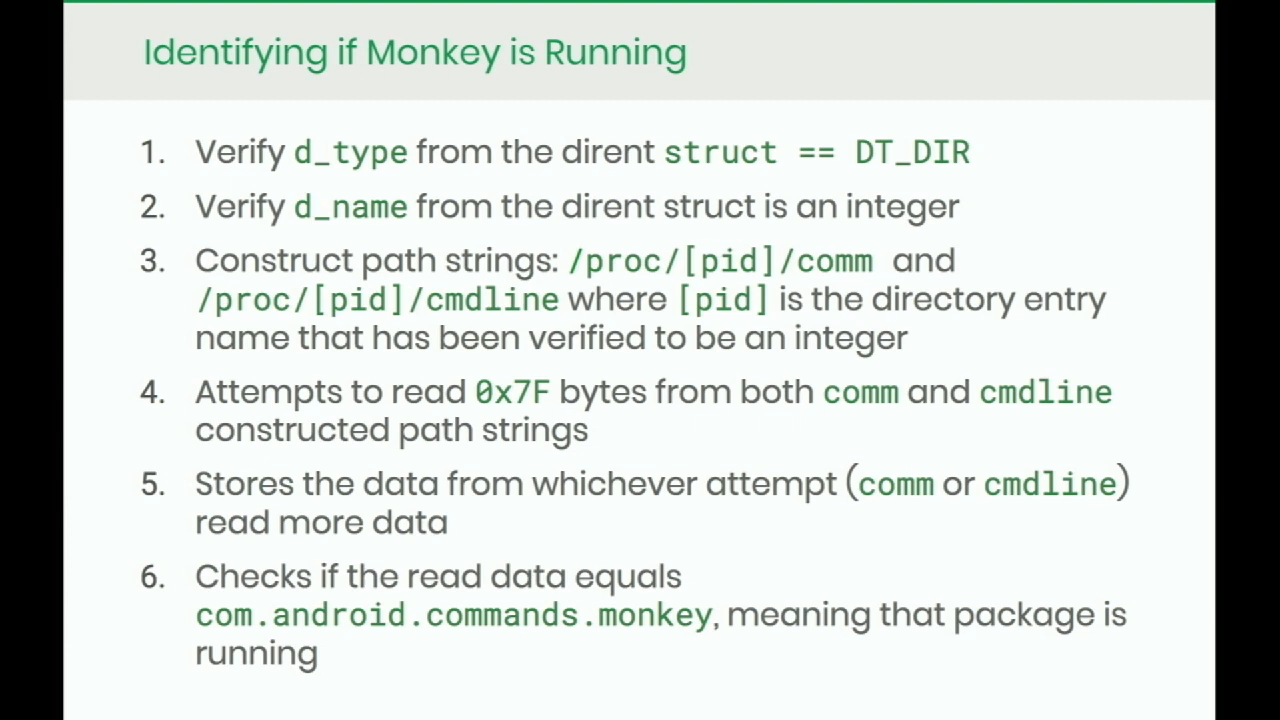 Identifying if Monkey is Running
1. Verify d_type from the dirent struct == DT_DIR
2. Verify d_name from the dirent struct is an integer
3. Construct path strings: /proc/[pid]/comm and
/proc/[pid]/cmdline where [pid] is the directory entry
name that has been verified to be an integer
4. Attempts to read 0x7F bytes from both comm and cmdline
constructed path strings
5. Stores the data from whichever attempt (comm or cmdline)
read more data
6. Checks if the read data equals
com.android.commands.monkey, meaning that package is
running